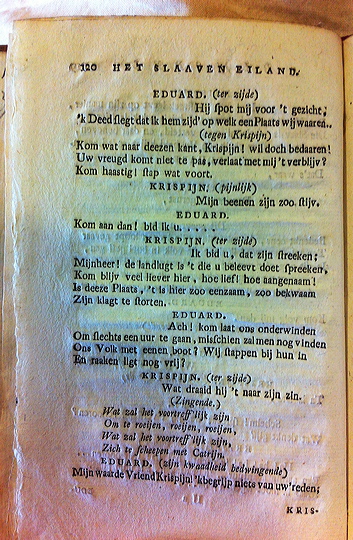 120 HET SLAAVEN EILAND.
EDUARD. (ter zijde)
Hij spot mij voor 't gezicht,
'k Deed slegt dat ik hem zijd' op welk een Plaats wij waaren..
(tegen Krispijn)
Kom wat naar deezen kant, Krispijn! wil doch bedaaren!
Uw vreugd komt niet te pas, verlaat met mij 't verblijv?
Kom haastig! stap wat voort.
KRISPIJN. (pijnlijk)
Mijn beenen zijn zoo stijv.
EDUARD.
Kom aan dan! bid ik u.....
KRISPIJN. (ter zijde)
Ik bid u, dat zijn streeken;
Mijnheer! de landlugt is 't die u beleevt doet spreeken,
Kom blijv veel liever hier, hoe lief! hoe aangenaam!
Is deeze Plaats, 't is hier zoo eenzaam, zoo bekwaam
Zijn klagt te storten.
EDUARD.
Ach! kom laat ons onderwinden
Om slechts een uur te gaan, misschien zal men nog vinden
Ons Volk met eenen boot? Wij stappen bij hun in
En raaken ligt nog vrij?
KRISPIJN. (ter zijde)
Wat draaid hij 't naar zijn zin.
(Zingende.)
Wat zal het voortreff'lijk zijn
Om te roeijen, roeijen, roeijen,
Wat zal het voortreff'lijk zijn,
Zich te scheepen met Catrijn.
EDUARD. (zijn kwaadheid bedwingende)
Mijn waarde Vriend Krispijn! 'k begrijp niets van uw' reden;
KRIS-